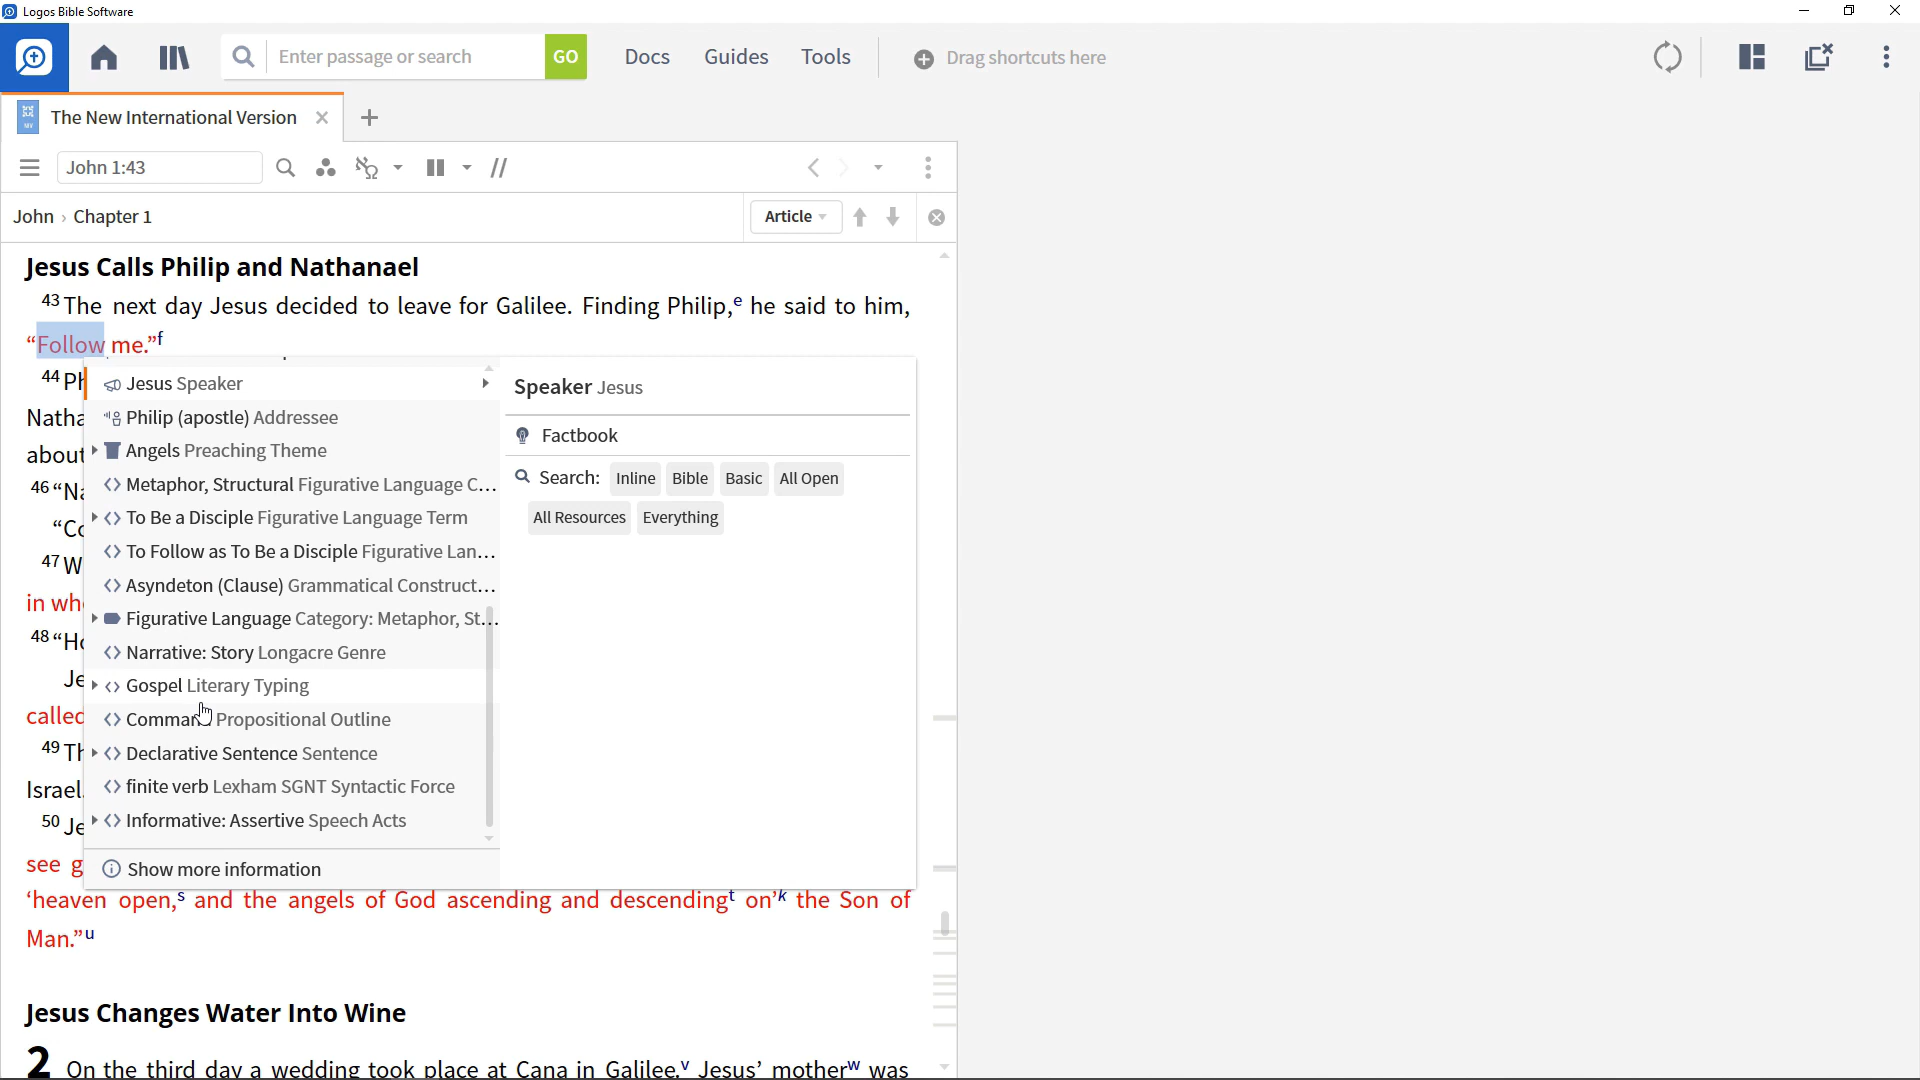 Logos Bible Software
Enter passage or search GO Docs Guides Tools Drag shortcuts here
The New International Version
John 1:43
John › Chapter 1 Article
Jesus Calls Philip and Nathanael
43 The next day Jesus decided to leave for Galilee. Finding Philip,e he said to him,
“Follow me.”f
44 Ph
Natha
about
46 “Na
“Co
47 W
in wh
48 “Ho
Je
called
49 Th
Israel.
50 Je
see g
Jesus Speaker
Philip (apostle) Addressee
Angels Preaching Theme
Metaphor, Structural Figurative Language C...
To Be a Disciple Figurative Language Term
To Follow as To Be a Disciple Figurative Lan...
Asyndeton (Clause) Grammatical Construct...
Figurative Language Category: Metaphor, St...
Narrative: Story Longacre Genre
Gospel Literary Typing
Command Propositional Outline
Declarative Sentence Sentence
finite verb Lexham SGNT Syntactic Force
Informative: Assertive Speech Acts
Show more information
Speaker Jesus
Factbook
Search: Inline Bible Basic All Open
All Resources Everything
‘heaven open,s and the angels of God ascending and descendingt on’k the Son of
Man.”u
Jesus Changes Water Into Wine
2 On the third day a wedding took place at Cana in Galilee.v Jesus’ motherw was